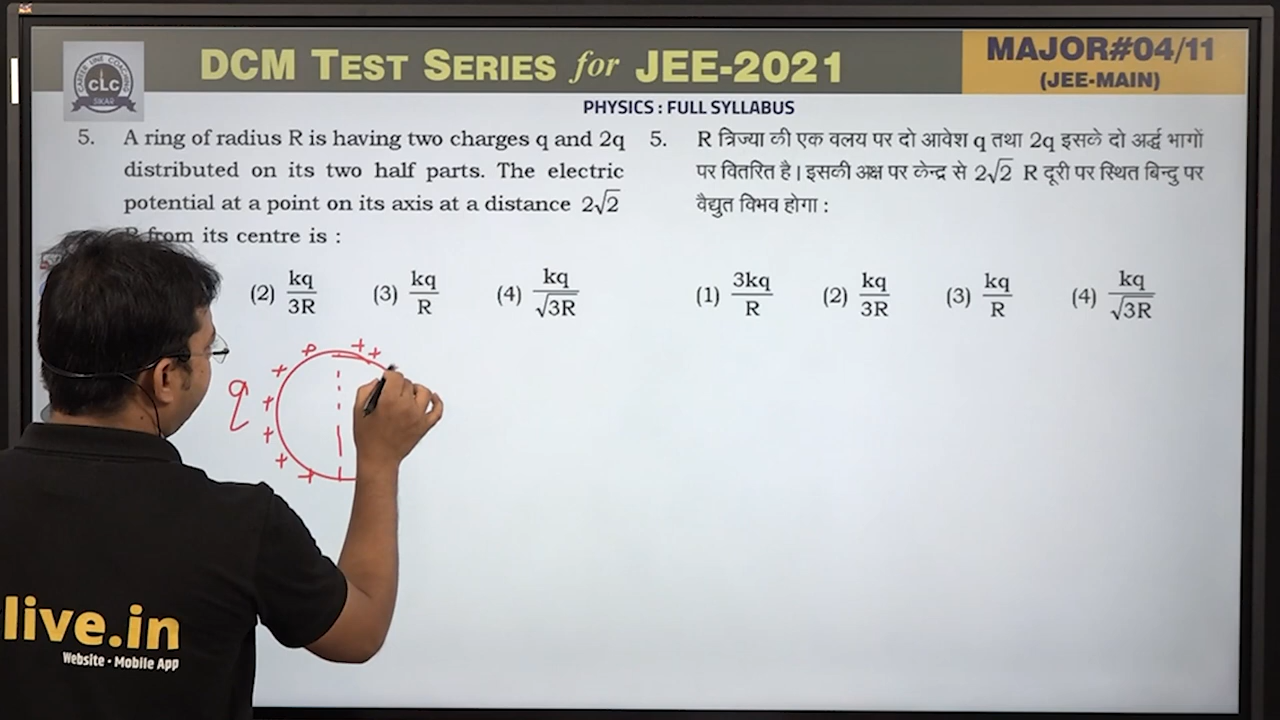 CAREER LINE COACHING
CLC
SIKAR
DCM TEST SERIES for JEE-2021
MAJOR#04/11
(JEE-MAIN)
PHYSICS : FULL SYLLABUS
5. A ring of radius R is having two charges q and 2q
distributed on its two half parts. The electric
potential at a point on its axis at a distance 2√2
R from its centre is :
(2) kq/3R (3) kq/R (4) kq/√3R
5. R त्रिज्या की एक वलय पर दो आवेश q तथा 2q इसके दो अर्द्ध भागों
पर वितरित है। इसकी अक्ष पर केन्द्र से 2√2 R दूरी पर स्थित बिन्दु पर
वैद्युत विभव होगा :
(1) 3kq/R (2) kq/3R (3) kq/R (4) kq/√3R
q
+ + + + + + + +
live.in
Website • Mobile App